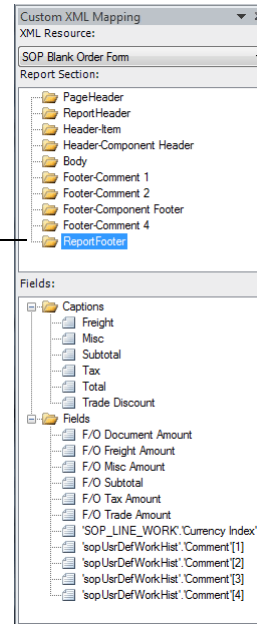 Custom XML Mapping
XML Resource:
SOP Blank Order Form
Report Section:
PageHeader
ReportHeader
Header-Item
Header-Component Header
Body
Footer-Comment 1
Footer-Comment 2
Footer-Component Footer
Footer-Comment 4
ReportFooter
Fields:
Captions
Freight
Misc
Subtotal
Tax
Total
Trade Discount
Fields
F/O Document Amount
F/O Freight Amount
F/O Misc Amount
F/O Subtotal
F/O Tax Amount
F/O Trade Amount
'SOP_LINE_WORK'.'Currency Index'
'sopUsrDefWorkHist'.'Comment'[1]
'sopUsrDefWorkHist'.'Comment'[2]
'sopUsrDefWorkHist'.'Comment'[3]
'sopUsrDefWorkHist'.'Comment'[4]